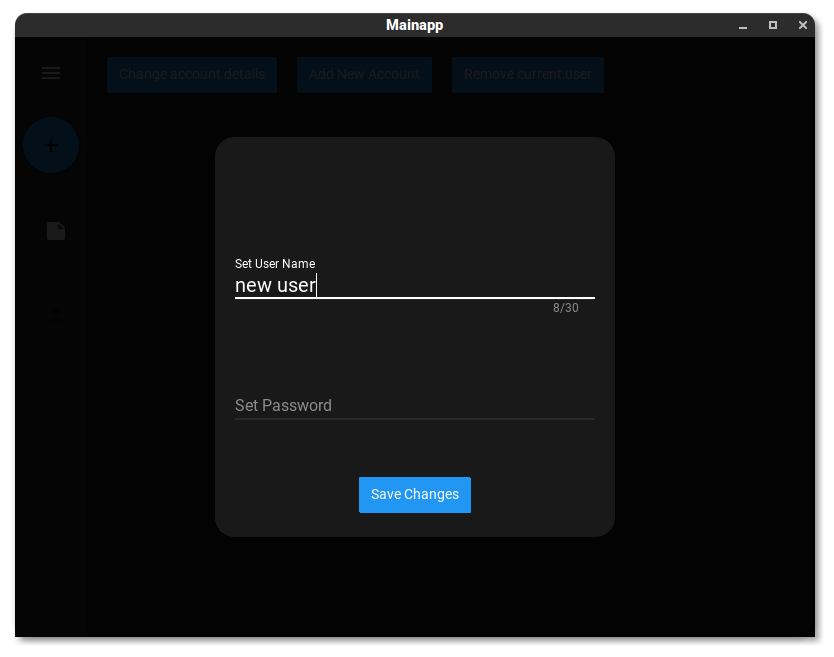 Mainapp
Change account details
Add New Account
Remove current user
Set User Name
new user
8/30
Set Password
Save Changes